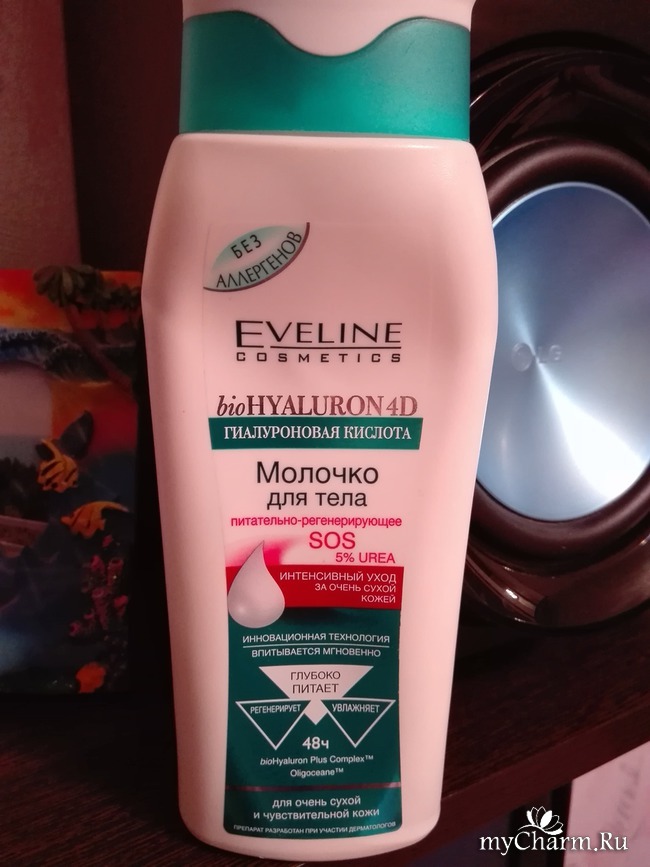 БЕЗ
АЛЛЕРГЕНОВ
EVELINE
COSMETICS
bioHYALURON4D
ГИАЛУРОНОВАЯ КИСЛОТА
МОЛОЧКО
ДЛЯ ТЕЛА
питательно-регенерирующее
SOS
5% UREA
ИНТЕНСИВНЫЙ УХОД
ЗА ОЧЕНЬ СУХОЙ
КОЖЕЙ
ИННОВАЦИОННАЯ ТЕХНОЛОГИЯ
ВПИТЫВАЕТСЯ МГНОВЕННО
ГЛУБОКО
ПИТАЕТ
РЕГЕНЕРИРУЕТ УВЛАЖНЯЕТ
48ч
bioHyaluron Plus Complex™
Oligoceane™
для очень сухой
и чувствительной кожи
ПРЕПАРАТ РАЗРАБОТАН ПРИ УЧАСТИИ ДЕРМАТОЛОГОВ
LG
myCharm.Ru